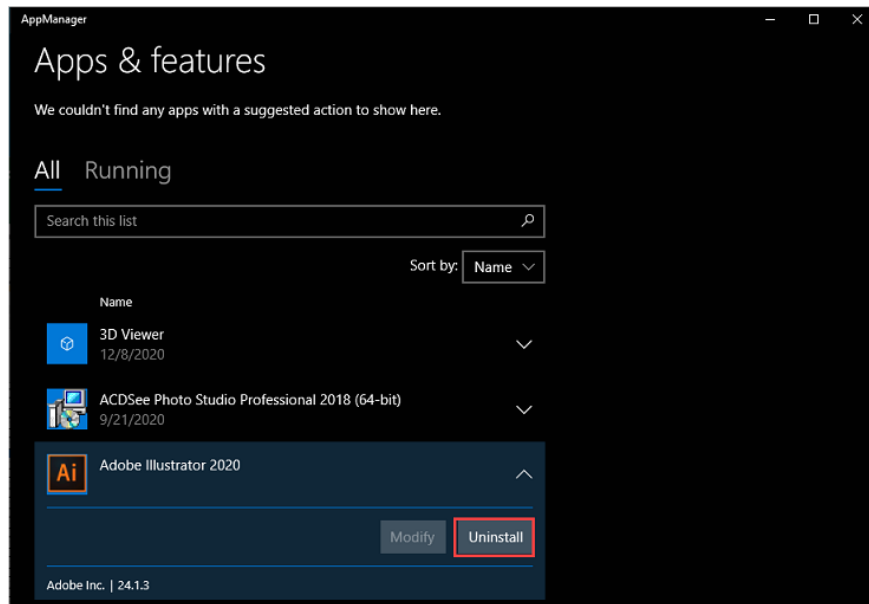 AppManager
Apps & features
We couldn't find any apps with a suggested action to show here.
All Running
Search this list
Sort by: Name
Name
3D Viewer
12/8/2020
ACDSee Photo Studio Professional 2018 (64-bit)
9/21/2020
Ai Adobe Illustrator 2020
Modify Uninstall
Adobe Inc. | 24.1.3